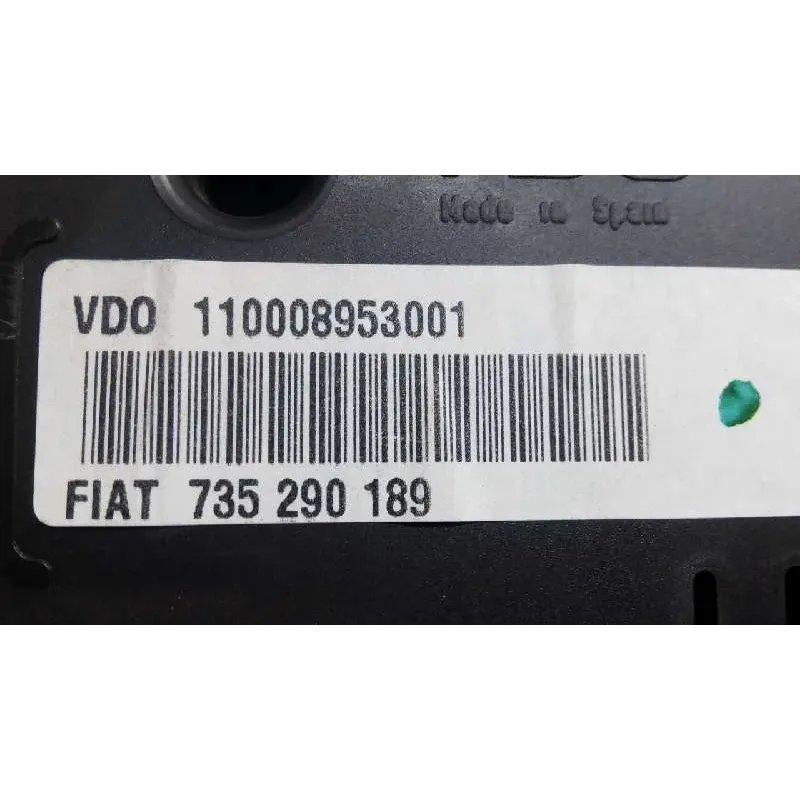 Made in Spain
VDO 110008953001
FIAT 735 290 189